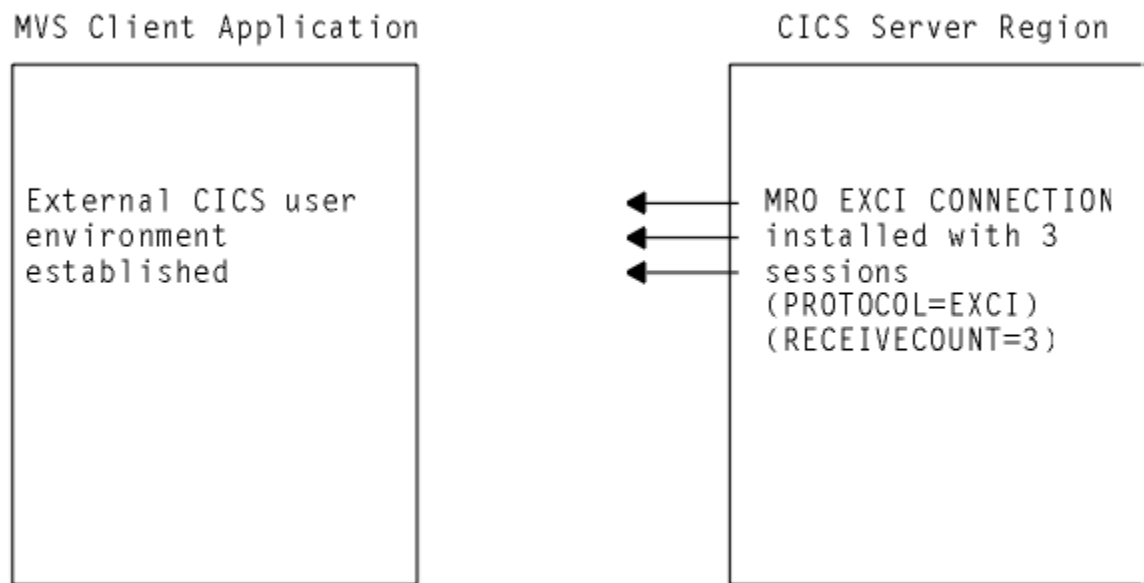 MVS Client Application
CICS Server Region
External CICS user
environment
established
MRO EXCI CONNECTION
installed with 3
sessions
(PROTOCOL=EXCI)
(RECEIVECOUNT=3)